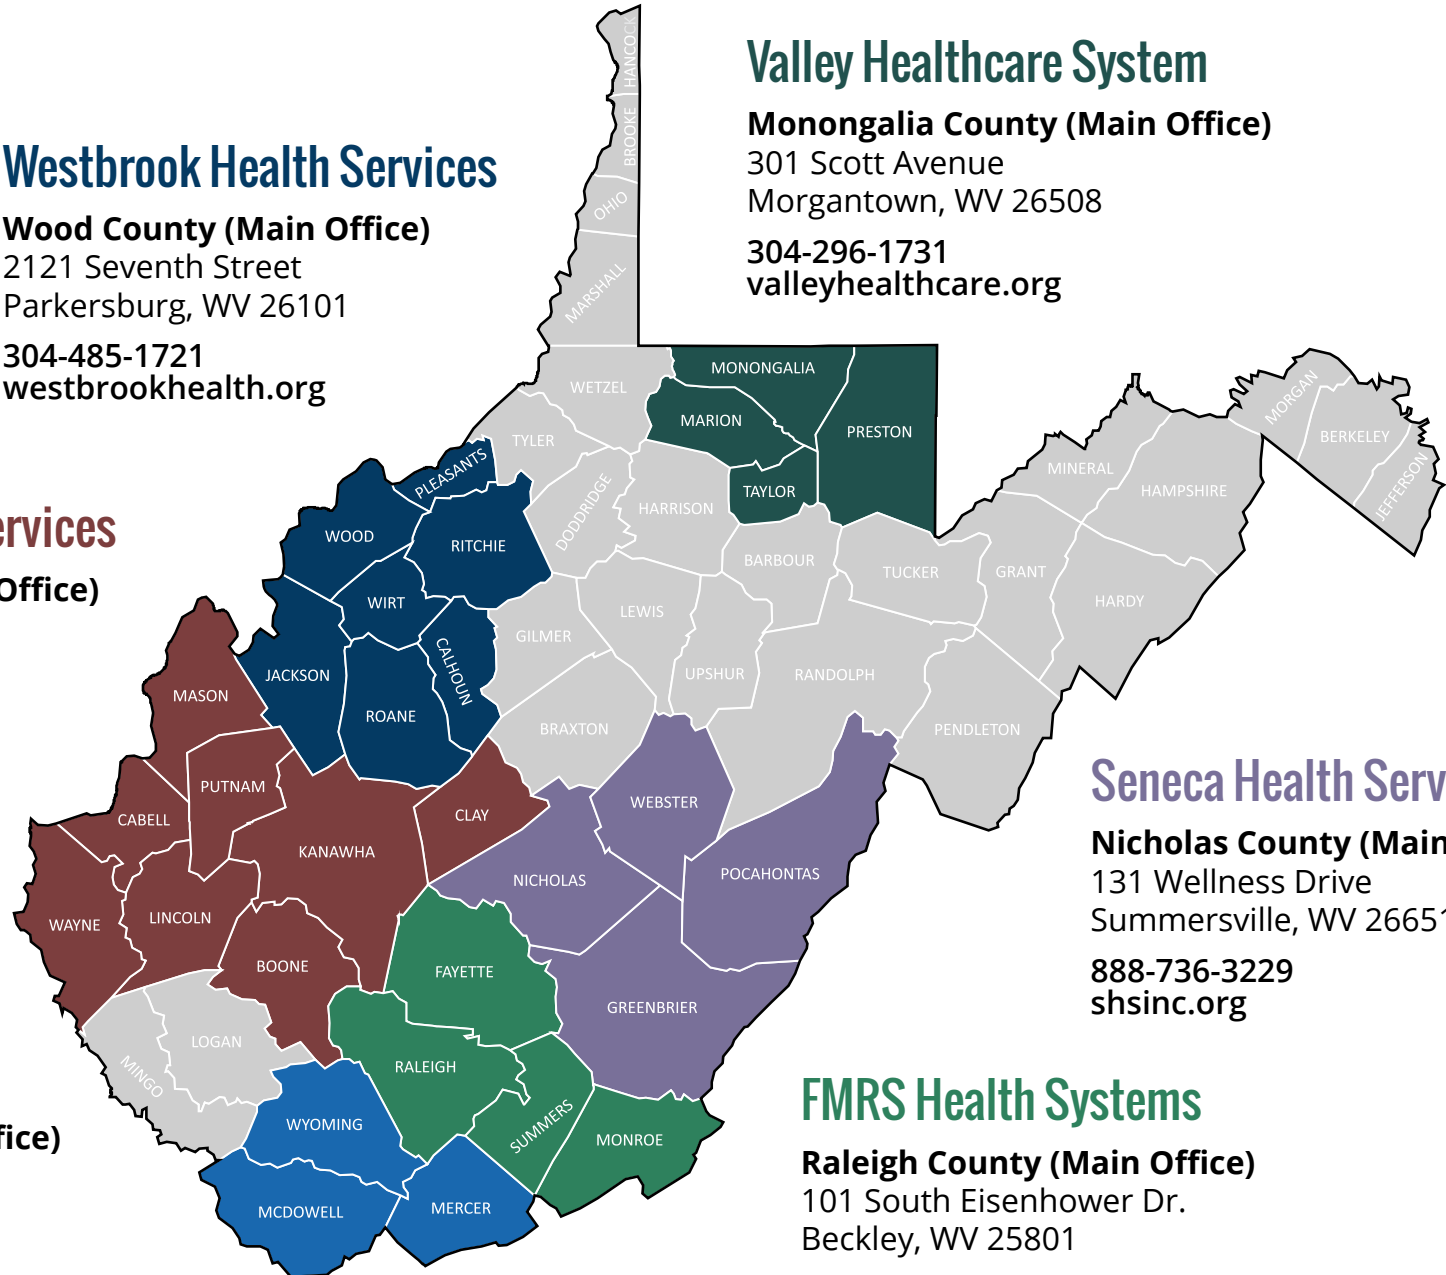 Valley Healthcare System
Monongalia County (Main Office)
301 Scott Avenue
Morgantown, WV 26508
304-296-1731
valleyhealthcare.org
Westbrook Health Services
Wood County (Main Office)
2121 Seventh Street
Parkersburg, WV 26101
304-485-1721
westbrookhealth.org
ervices
Office)
fice)
Seneca Health Serv
Nicholas County (Main
131 Wellness Drive
Summersville, WV 26651
888-736-3229
shsinc.org
FMRS Health Systems
Raleigh County (Main Office)
101 South Eisenhower Dr.
Beckley, WV 25801
HANCOCK
BROOKE
OHIO
MARSHALL
WETZEL
TYLER
MONONGALIA
MARION
PRESTON
TAYLOR
PLEASANTS
WOOD
RITCHIE
DODDRIDGE
HARRISON
BARBOUR
TUCKER
GRANT
MINERAL
HAMPSHIRE
MORGAN
BERKELEY
JEFFERSON
HARDY
WIRT
CALHOUN
GILMER
LEWIS
UPSHUR
RANDOLPH
PENDLETON
JACKSON
ROANE
BRAXTON
MASON
PUTNAM
CABELL
KANAWHA
CLAY
WEBSTER
NICHOLAS
POCAHONTAS
WAYNE
LINCOLN
BOONE
FAYETTE
GREENBRIER
LOGAN
MINGO
RALEIGH
SUMMERS
MONROE
WYOMING
MCDOWELL
MERCER